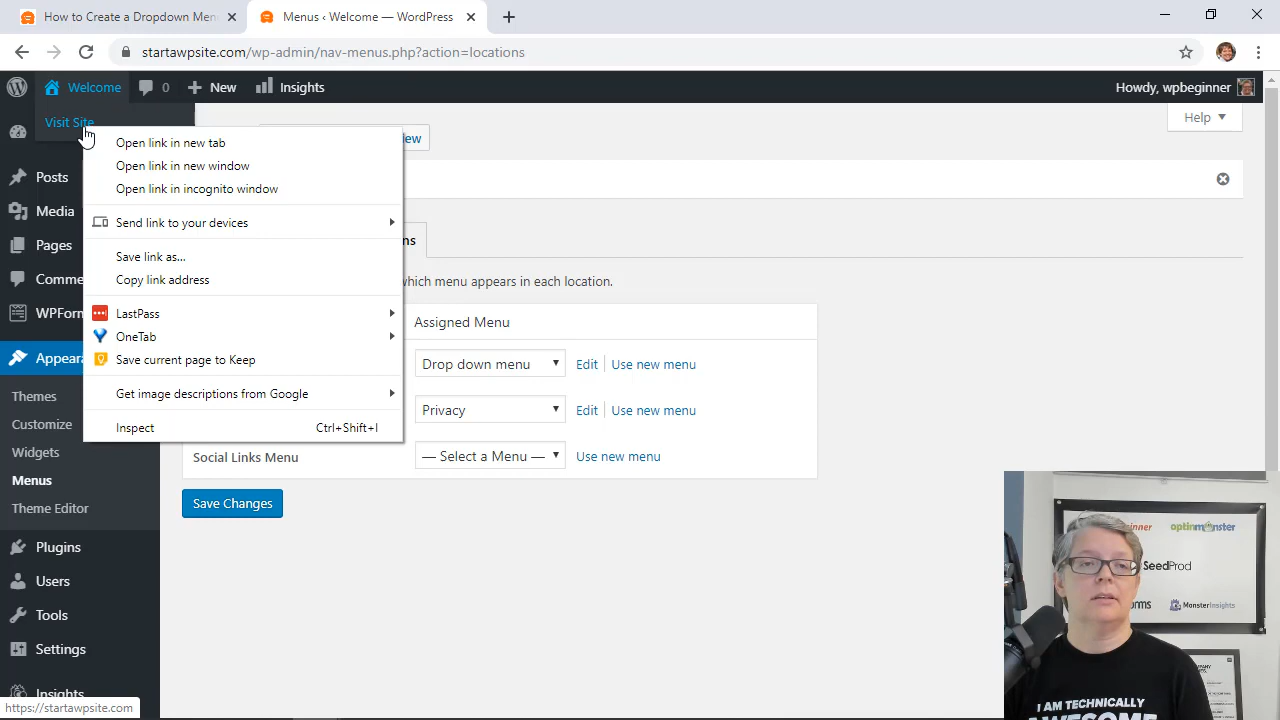 How to Create a Dropdown Menu
Menus ‹ Welcome — WordPress
startawpsite.com/wp-admin/nav-menus.php?action=locations
Welcome
0
New
Insights
Howdy, wpbeginner
Visit Site
Help
Open link in new tab
Open link in new window
Open link in incognito window
Send link to your devices
Save link as...
Copy link address
LastPass
OneTab
Save current page to Keep
Get image descriptions from Google
Inspect Ctrl+Shift+I
Posts
Media
Pages
Comme
WPForm
Appeara
Themes
Customize
Widgets
Menus
Theme Editor
Plugins
Users
Tools
Settings
Insights
ew
ns
which menu appears in each location.
Assigned Menu
Drop down menu Edit Use new menu
Privacy Edit Use new menu
Social Links Menu — Select a Menu — Use new menu
Save Changes
https://startawpsite.com
inner optinmonster
SeedProd
orms MonsterInsights
I AM TECHNICALLY
AWESOME